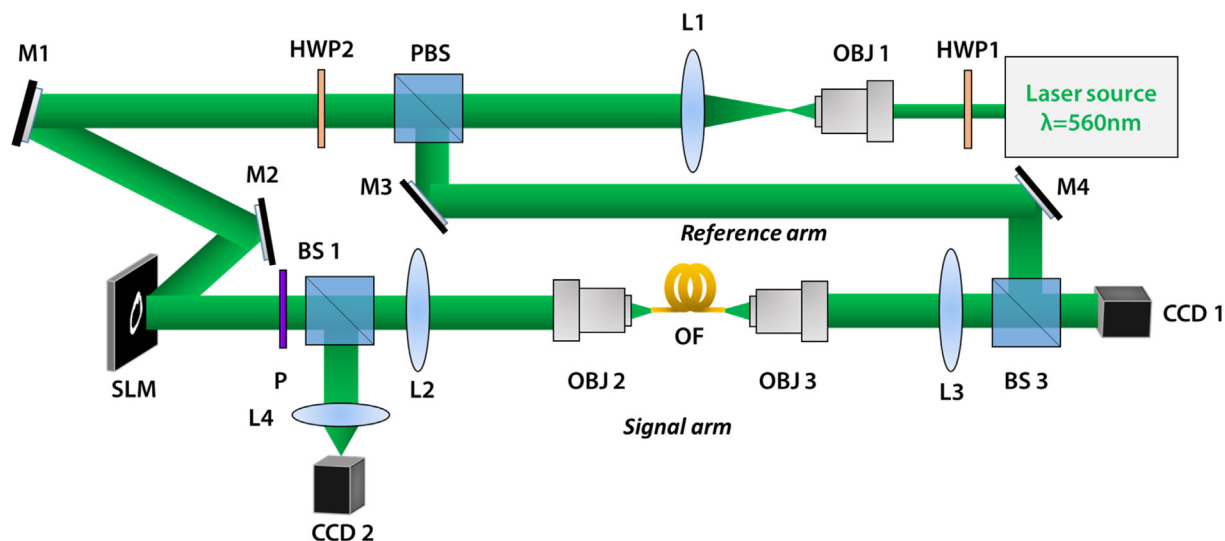 L1
M1
HWP2
PBS
OBJ 1
HWP1
Laser source
λ=560nm
M2
M3
M4
Reference arm
BS 1
OF
CCD 1
SLM
P
L2
OBJ 2
OBJ 3
L3
BS 3
L4
Signal arm
CCD 2